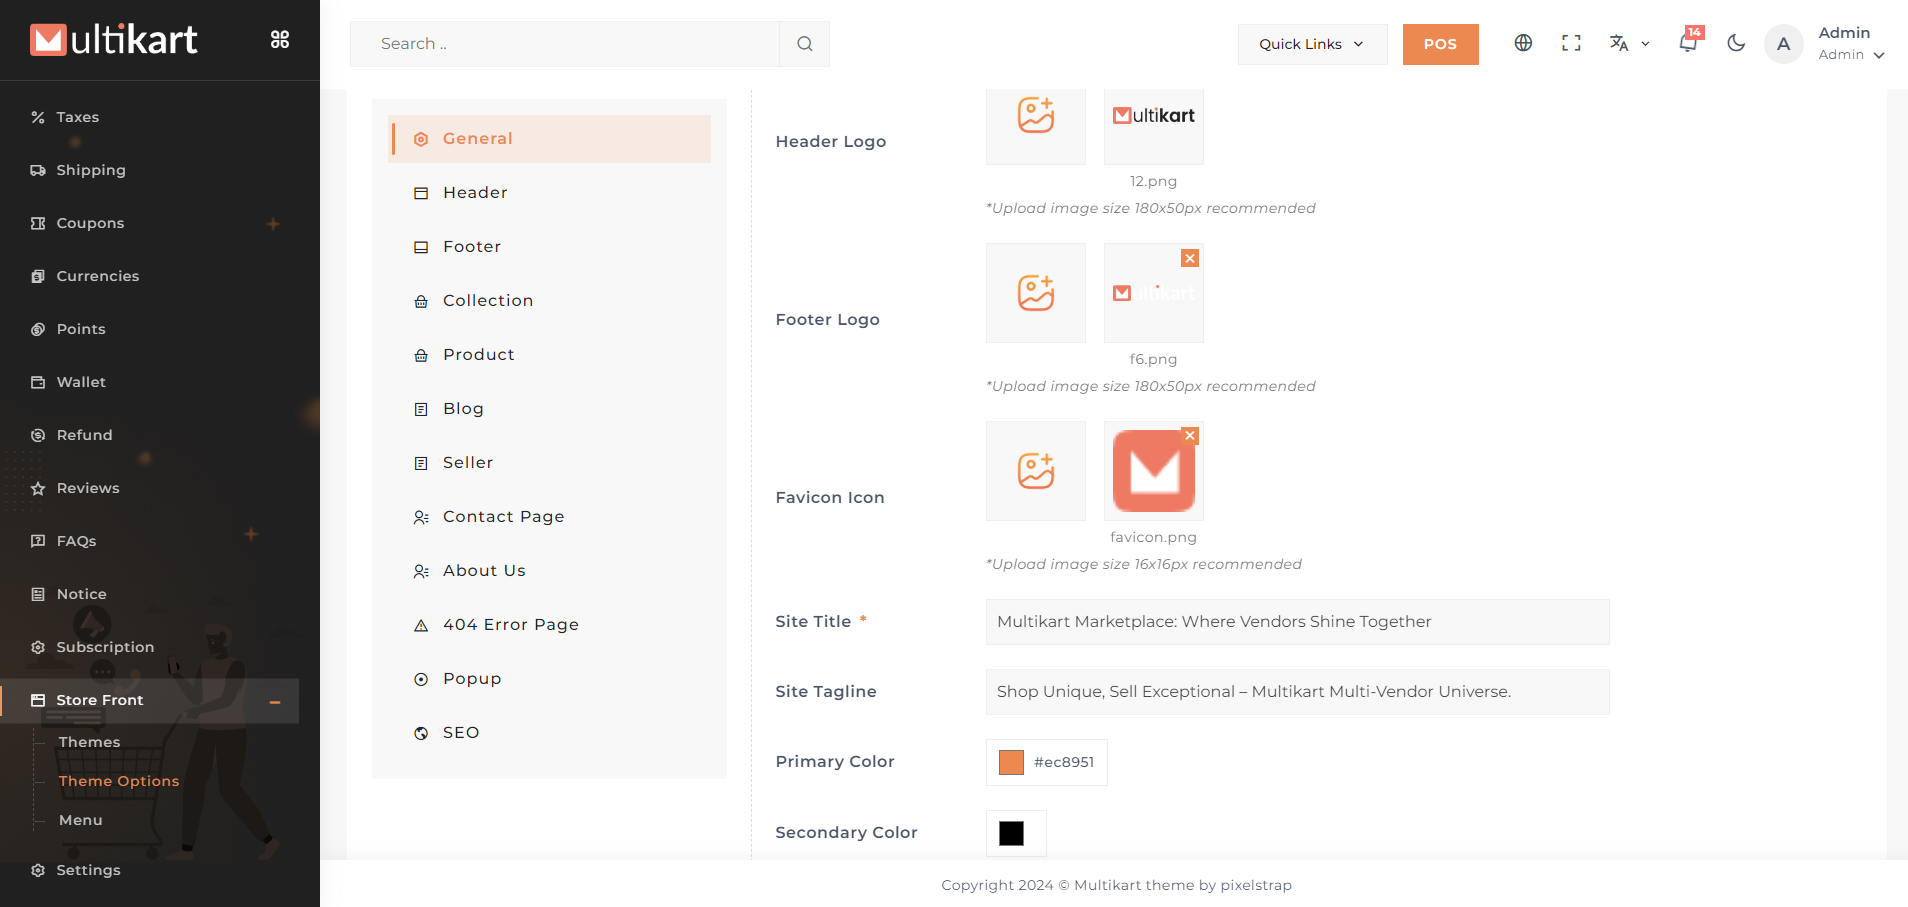 Multikart
Search ..
Quick Links
POS
14
A
Admin
Admin
Taxes
Shipping
Coupons
Currencies
Points
Wallet
Refund
Reviews
FAQs
Notice
Subscription
Store Front
Themes
Theme Options
Menu
Settings
General
Header
Footer
Collection
Product
Blog
Seller
Contact Page
About Us
404 Error Page
Popup
SEO
Header Logo
Multikart
12.png
*Upload image size 180x50px recommended
Footer Logo
Multikart
f6.png
*Upload image size 180x50px recommended
Favicon Icon
M
favicon.png
*Upload image size 16x16px recommended
Site Title *
Multikart Marketplace: Where Vendors Shine Together
Site Tagline
Shop Unique, Sell Exceptional – Multikart Multi-Vendor Universe.
Primary Color
#ec8951
Secondary Color
Copyright 2024 © Multikart theme by pixelstrap